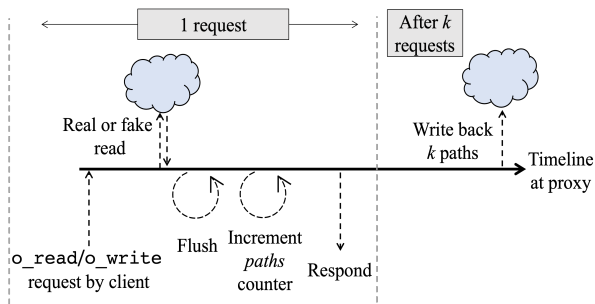 1 request
After k
requests
Real or fake
read
Write back
k paths
Timeline
at proxy
o_read/o_write
request by client
Flush
Increment
paths
counter
Respond